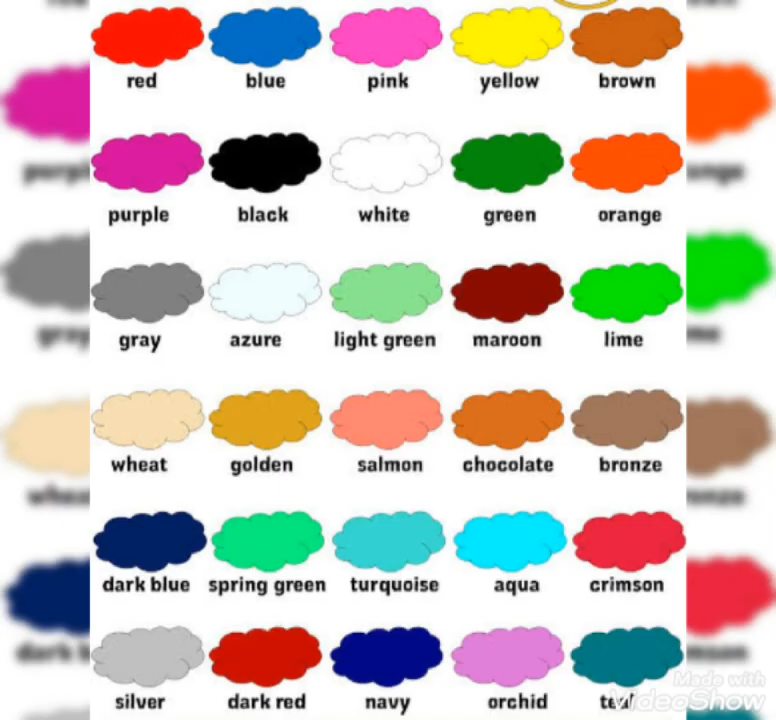 red blue pink yellow brown
purple black white green orange
gray azure light green maroon lime
wheat golden salmon chocolate bronze
dark blue spring green turquoise aqua crimson
silver dark red navy orchid teal
Made with
VideoShow